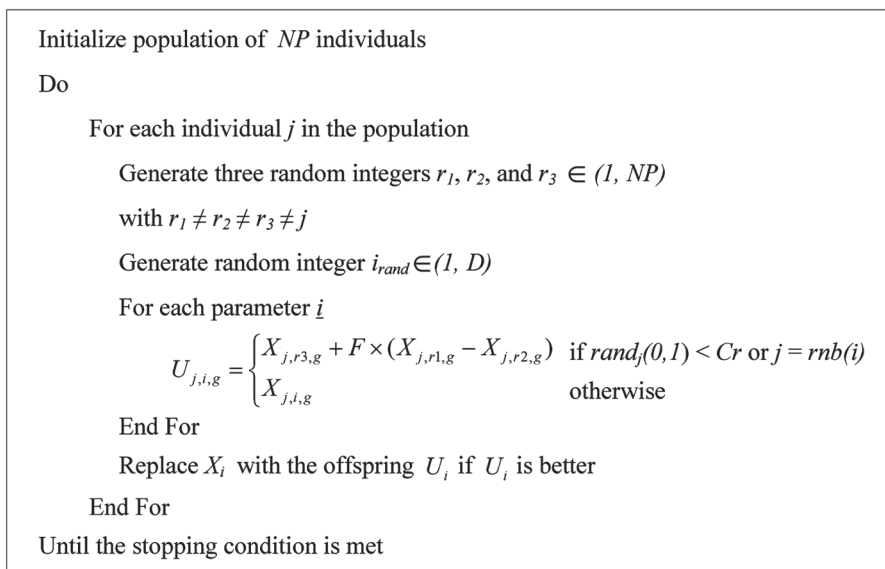 Initialize population of NP individuals
Do
For each individual j in the population
Generate three random integers r1, r2, and r3 ∈ (1, NP)
with r1 ≠ r2 ≠ r3 ≠ j
Generate random integer irand ∈ (1, D)
For each parameter i
Uj,i,g = { Xj,r3,g + F × (Xj,r1,g − Xj,r2,g) if randj(0,1) < Cr or j = rnb(i)
Xj,i,g otherwise
End For
Replace Xi with the offspring Ui if Ui is better
End For
Until the stopping condition is met